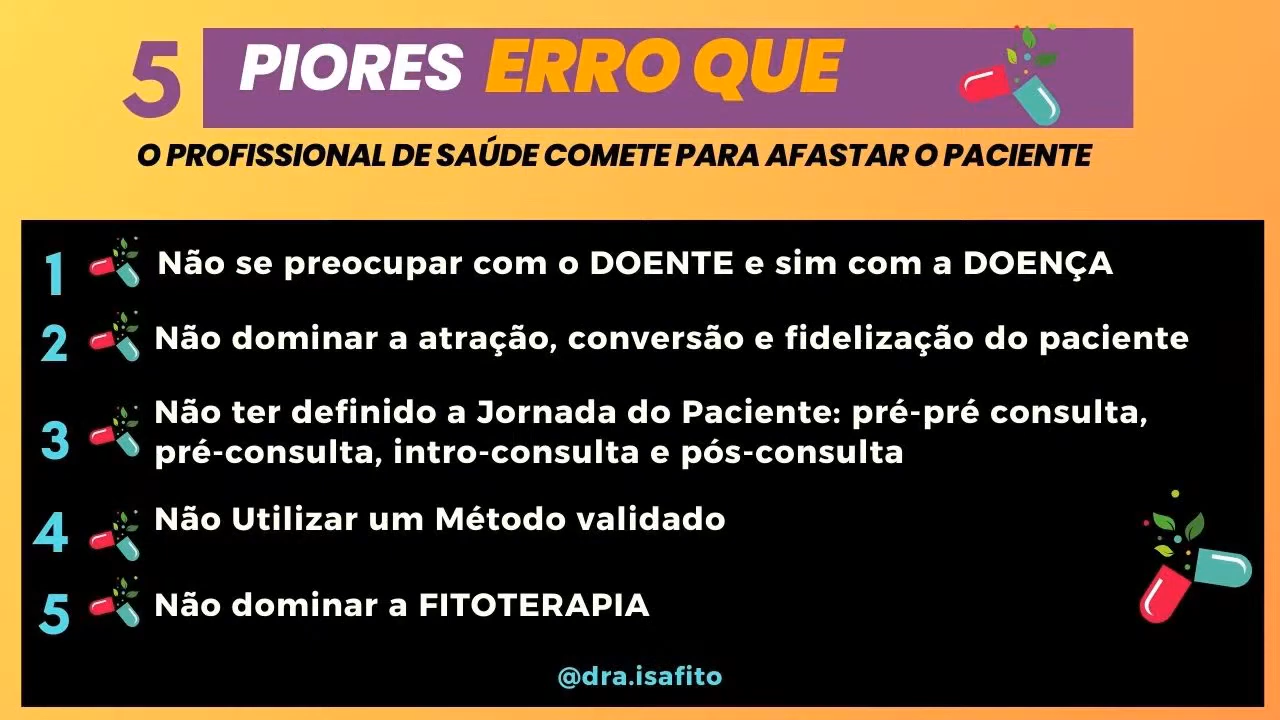 5 PIORES ERRO QUE
O PROFISSIONAL DE SAÚDE COMETE PARA AFASTAR O PACIENTE
1 Não se preocupar com o DOENTE e sim com a DOENÇA
2 Não dominar a atração, conversão e fidelização do paciente
3 Não ter definido a Jornada do Paciente: pré-pré consulta,
pré-consulta, intro-consulta e pós-consulta
4 Não Utilizar um Método validado
5 Não dominar a FITOTERAPIA
@dra.isafito